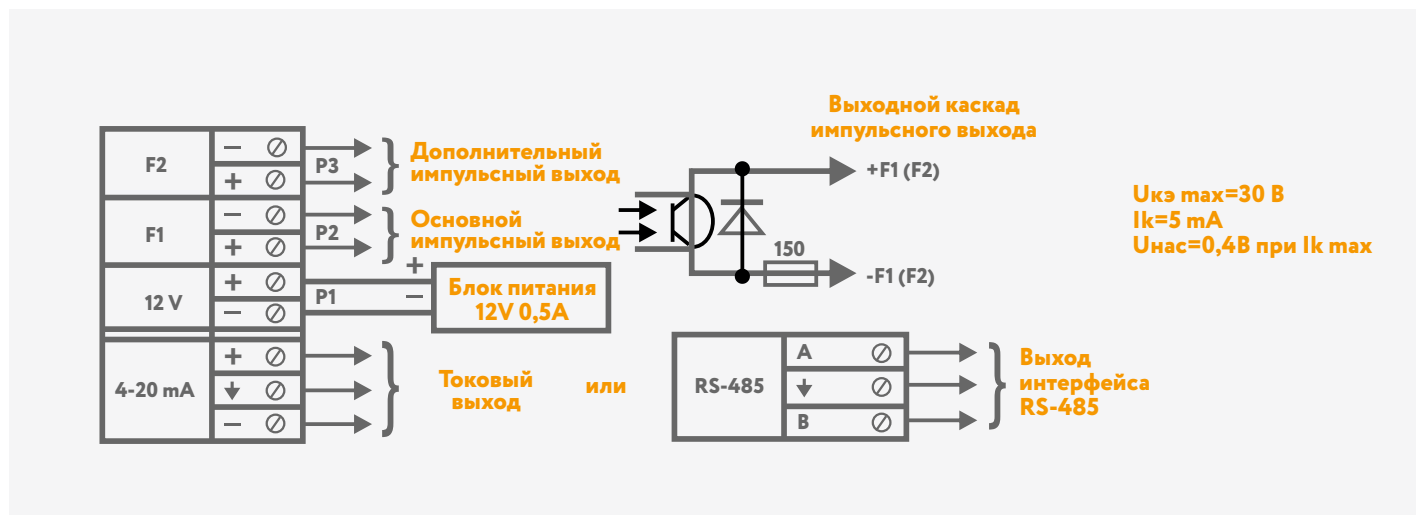 Выходной каскад
импульсного выхода
F2
−
+
P3
Дополнительный
импульсный выход
+F1 (F2)
Uкэ max=30 В
Ik=5 mA
Uнас=0,4В при Ik max
F1
−
+
P2
Основной
импульсный выход
150
-F1 (F2)
12 V
+
−
P1
+
−
Блок питания
12V 0,5A
4-20 mA
+
−
Токовый
выход
или
RS-485
A
B
Выход
интерфейса
RS-485